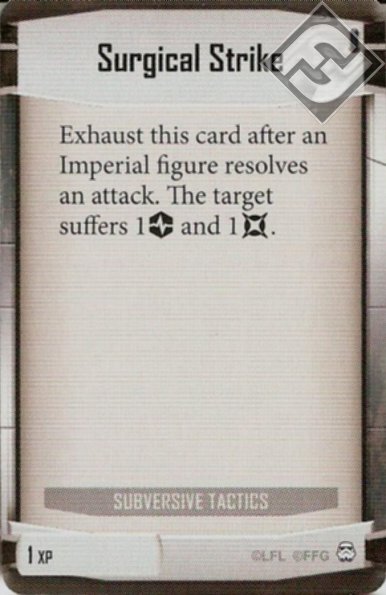 Surgical Strike
Exhaust this card after an
Imperial figure resolves
an attack. The target
suffers 1 and 1.
SUBVERSIVE TACTICS
1 XP
©LFL ©FFG